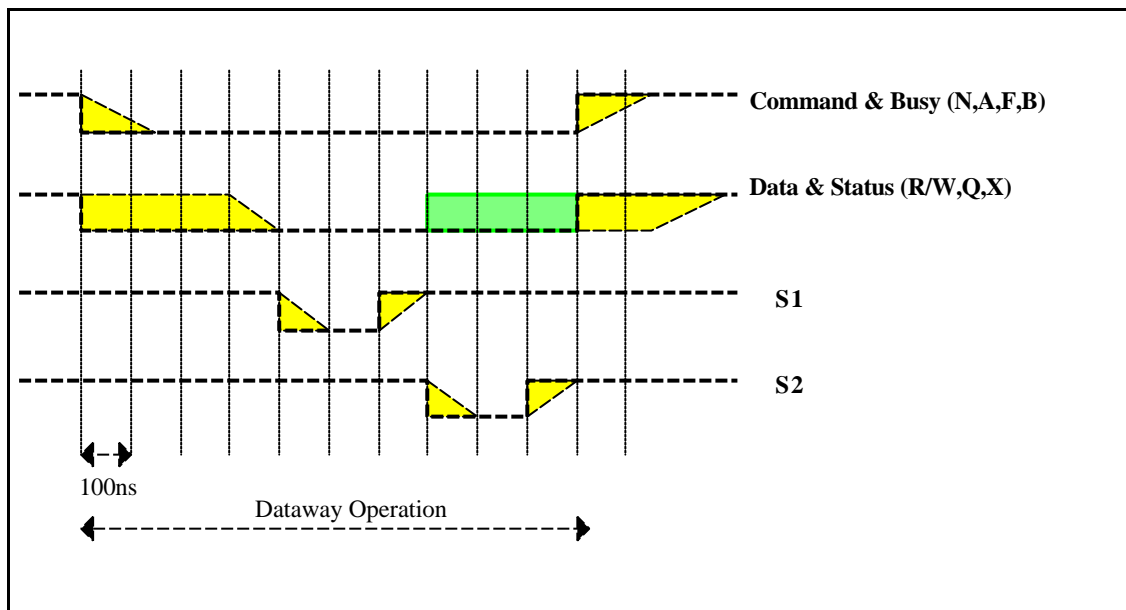 Command & Busy (N,A,F,B)
Data & Status (R/W,Q,X)
S1
S2
100ns
Dataway Operation